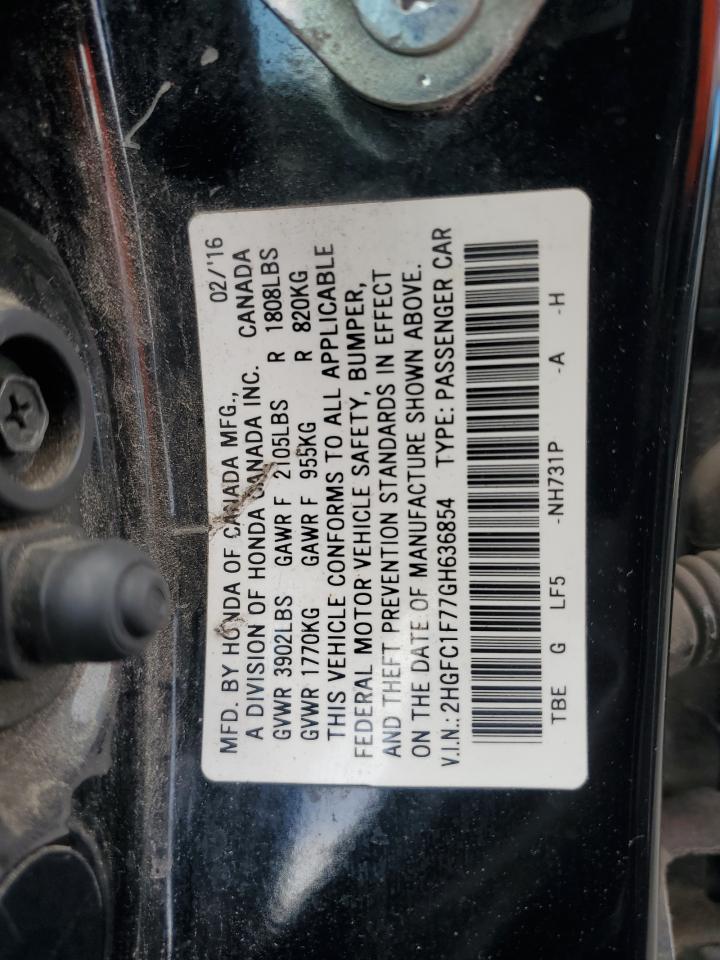 MFD. BY HONDA OF CANADA MFG., 02/'16
A DIVISION OF HONDA CANADA INC. CANADA
GVWR 3902LBS GAWR F 2105LBS R 1808LBS
GVWR 1770KG GAWR F 955KG R 820KG
THIS VEHICLE CONFORMS TO ALL APPLICABLE
FEDERAL MOTOR VEHICLE SAFETY, BUMPER,
AND THEFT PREVENTION STANDARDS IN EFFECT
ON THE DATE OF MANUFACTURE SHOWN ABOVE.
V.I.N.: 2HGFC1F77GH636854 TYPE: PASSENGER CAR
TBE G LF5 -NH731P -A -H